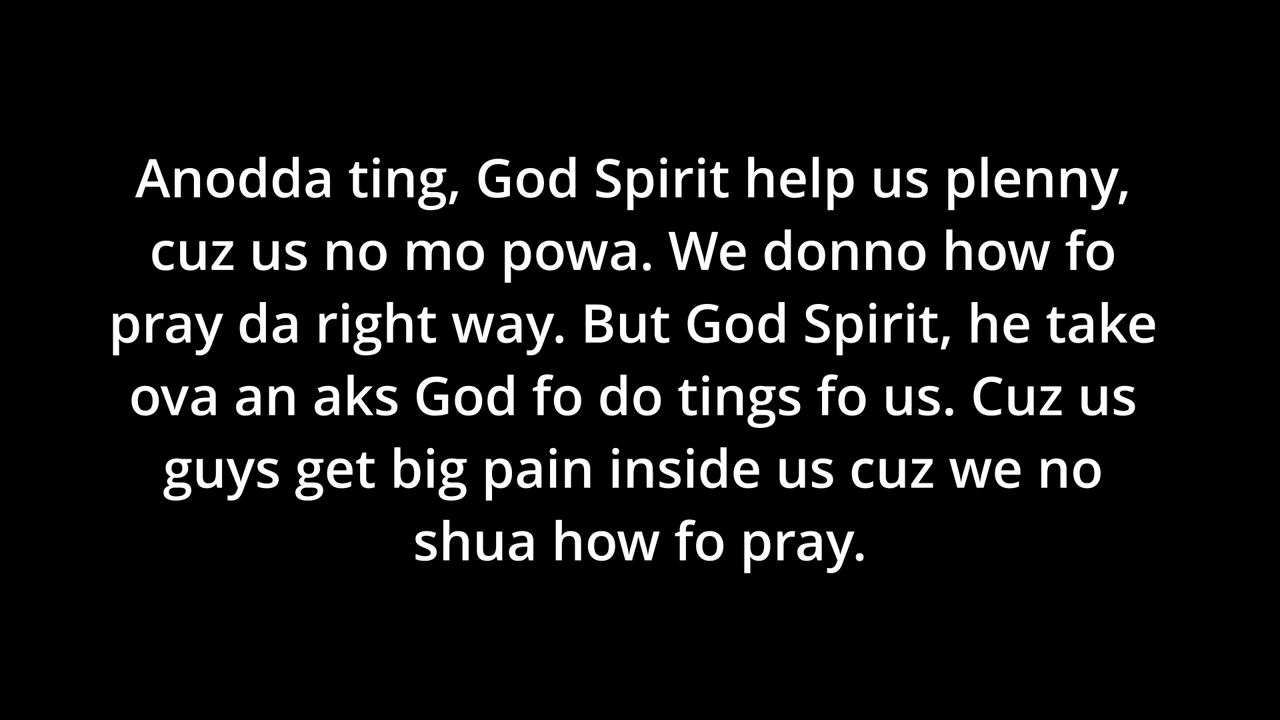 Anodda ting, God Spirit help us plenny,
cuz us no mo powa. We donno how fo
pray da right way. But God Spirit, he take
ova an aks God fo do tings fo us. Cuz us
guys get big pain inside us cuz we no
shua how fo pray.